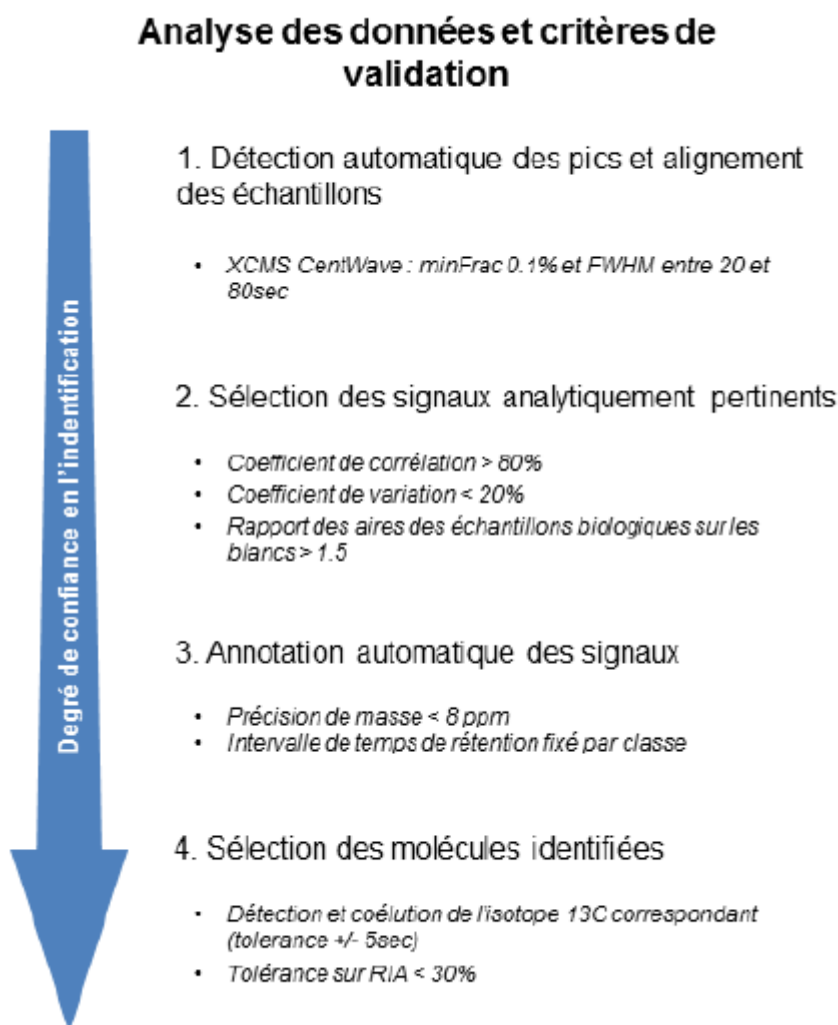 Analyse des données et critères de
validation
1. Détection automatique des pics et alignement
des échantillons
• XCMS CentWave : minFrac 0.1% et FWHM entre 20 et
80sec
2. Sélection des signaux analytiquement pertinents
• Coefficient de corrélation > 80%
• Coefficient de variation < 20%
• Rapport des aires des échantillons biologiques sur les
blancs > 1.5
3. Annotation automatique des signaux
• Précision de masse < 8 ppm
• Intervalle de temps de rétention fixé par classe
4. Sélection des molécules identifiées
• Détection et coélution de l'isotope 13C correspondant
(tolerance +/- 5sec)
• Tolérance sur RIA < 30%
Degré de confiance en l'indentification